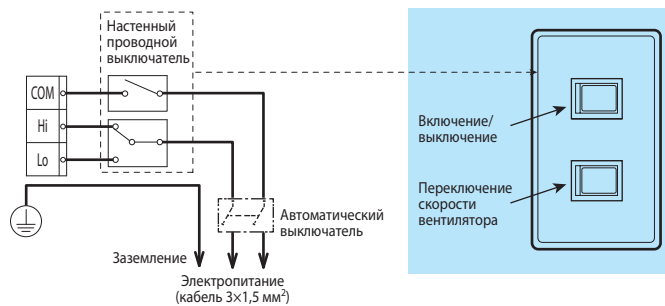 Настенный
проводной
выключатель
COM
Hi
Lo
Включение/
выключение
Переключение
скорости
вентилятора
Автоматический
выключатель
Заземление
Электропитание
(кабель 3×1,5 мм²)